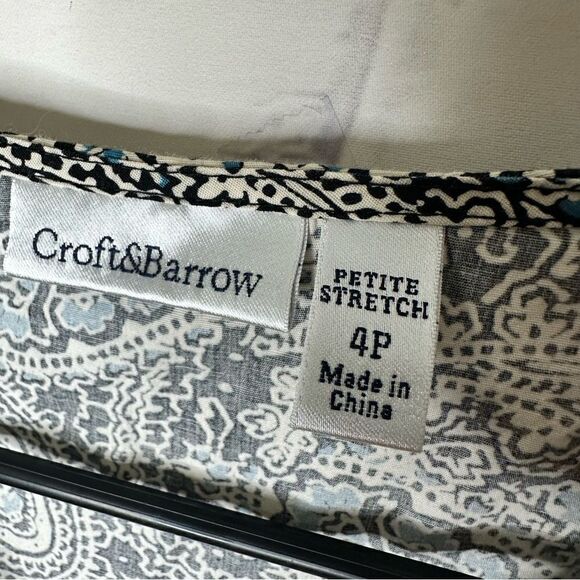 Croft&Barrow
PETITE
STRETCH
4P
Made in
China